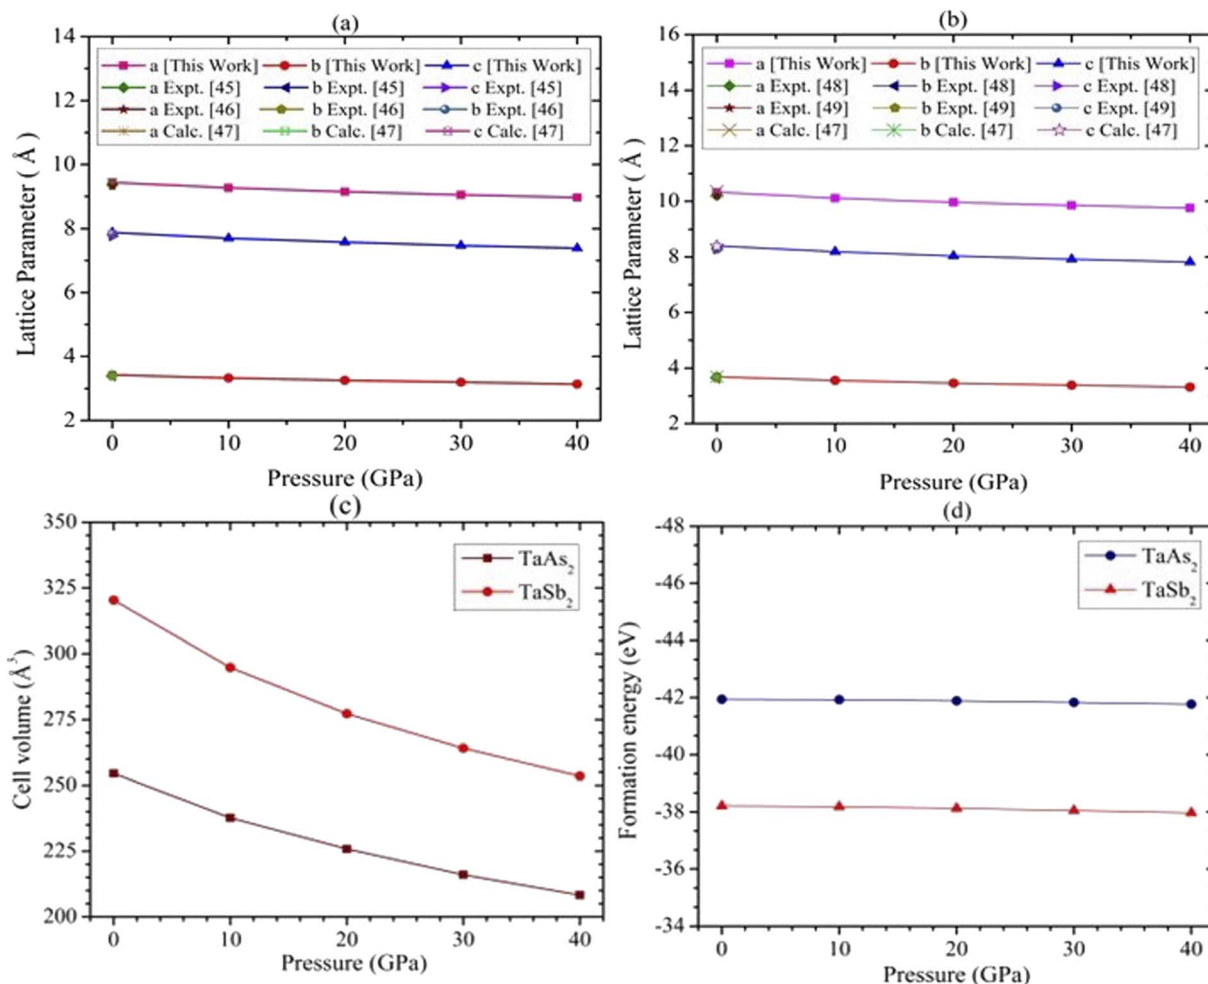 (a)
14
12
10
8
6
4
2
Lattice Parameter ( Å )
a [This Work] b [This Work] c [This Work]
a Expt. [45] b Expt. [45] c Expt. [45]
a Expt. [46] b Expt. [46] b Expt. [46]
a Calc. [47] b Calc. [47] c Calc. [47]
0 10 20 30 40
Pressure (GPa)
(b)
16
14
12
10
8
6
4
2
Lattice Parameter ( Å )
a [This Work] b [This Work] c [This Work]
a Expt. [48] b Expt. [48] c Expt. [48]
a Expt. [49] b Expt. [49] c Expt. [49]
a Calc. [47] b Calc. [47] c Calc. [47]
0 10 20 30 40
Pressure (GPa)
(c)
350
325
300
275
250
225
200
Cell volume (Å³)
TaAs₂
TaSb₂
0 10 20 30 40
Pressure (GPa)
(d)
-48
-46
-44
-42
-40
-38
-36
-34
Formation energy (eV)
TaAs₂
TaSb₂
0 10 20 30 40
Pressure (GPa)